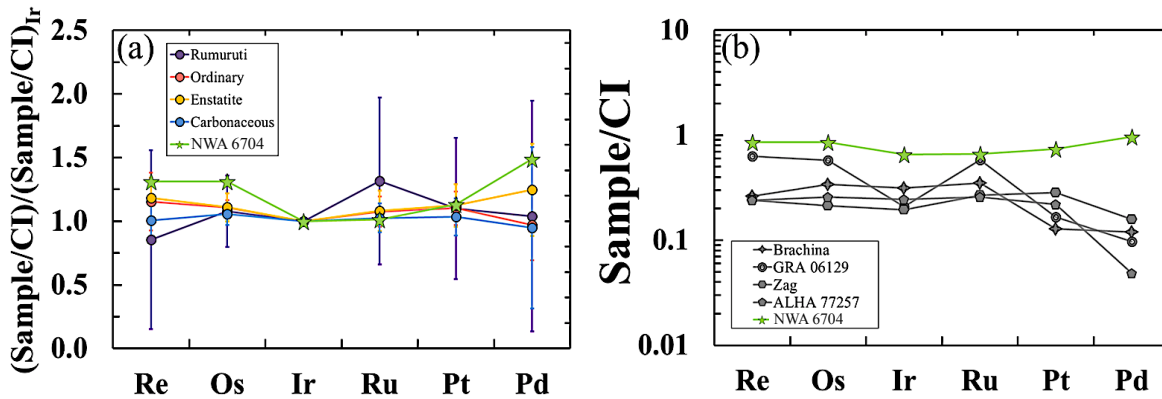 (a)
((Sample/CI)/(Sample/CI)Ir
2.5
2.0
1.5
1.0
0.5
0.0
Rumuruti
Ordinary
Enstatite
Carbonaceous
NWA 6704
Re Os Ir Ru Pt Pd
(b)
Sample/CI
10
1
0.1
0.01
Brachina
GRA 06129
Zag
ALHA 77257
NWA 6704
Re Os Ir Ru Pt Pd